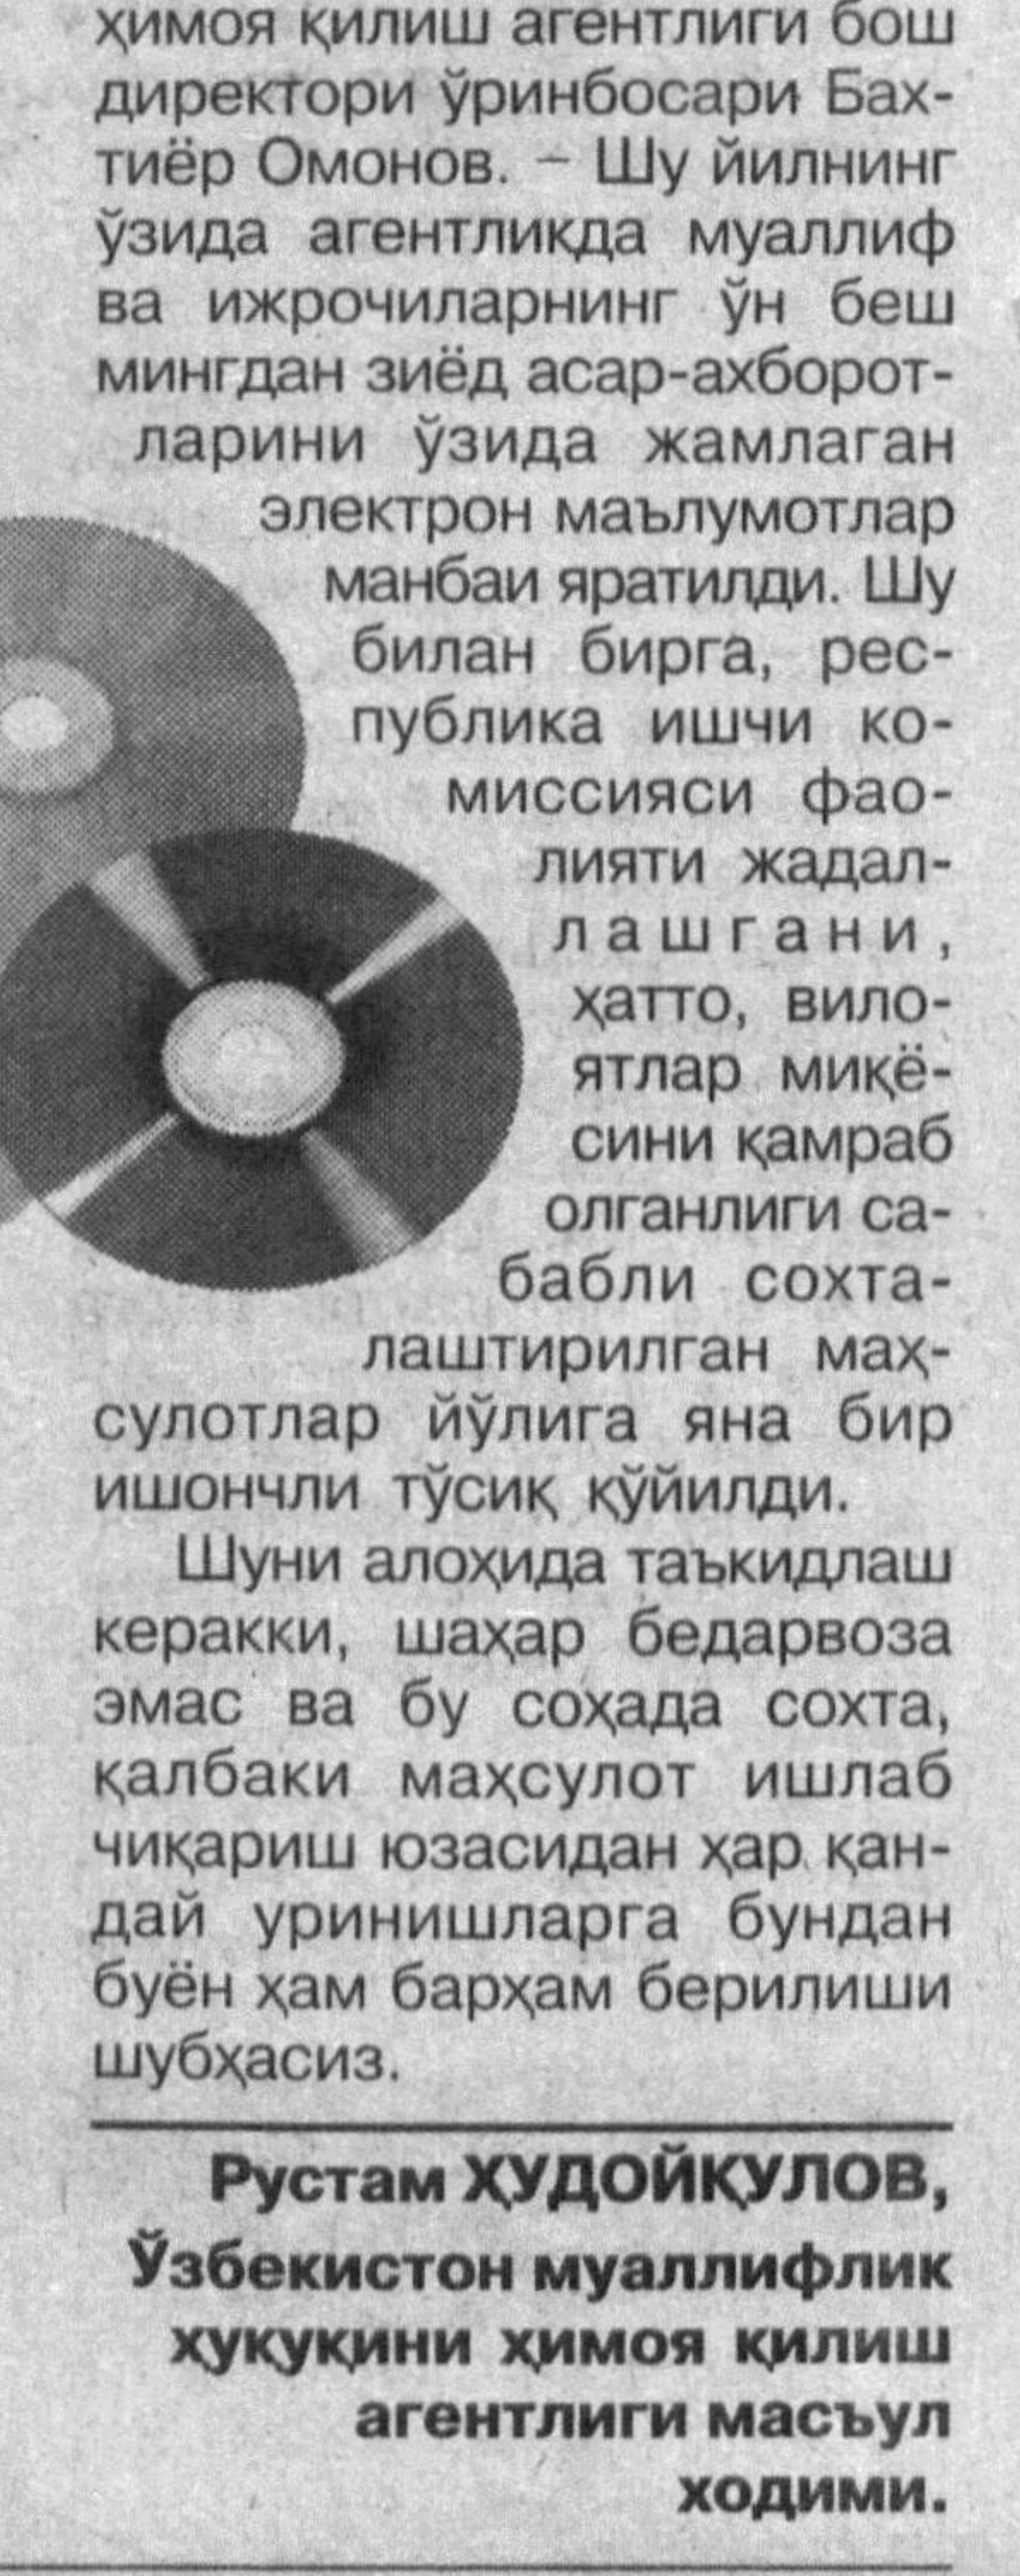 ҳимоя қилиш агентлиги бош
директори ўринбосари Бах-
тиёр Омонов. – Шу йилнинг
ўзида агентликда муаллиф
ва ижрочиларнинг ўн беш
мингдан зиёд асар-ахборот-
ларини ўзида жамлаган
электрон маълумотлар
манбаи яратилди. Шу
билан бирга, рес-
публика ишчи ко-
миссияси фао-
лияти жадал-
лашгани,
ҳатто, вило-
ятлар миқё-
сини қамраб
олганлиги са-
бабли сохта-
лаштирилган маҳ-
сулотлар йўлига яна бир
ишончли тўсиқ қўйилди.
Шуни алоҳида таъкидлаш
керакки, шаҳар бедарвоза
эмас ва бу соҳада сохта,
қалбаки маҳсулот ишлаб
чиқариш юзасидан ҳар қан-
дай уринишларга бундан
буён ҳам барҳам берилиши
шубҳасиз.
Рустам ҲУДОЙҚУЛОВ,
Ўзбекистон муаллифлик
ҳуқуқини ҳимоя қилиш
агентлиги масъул
ходими.